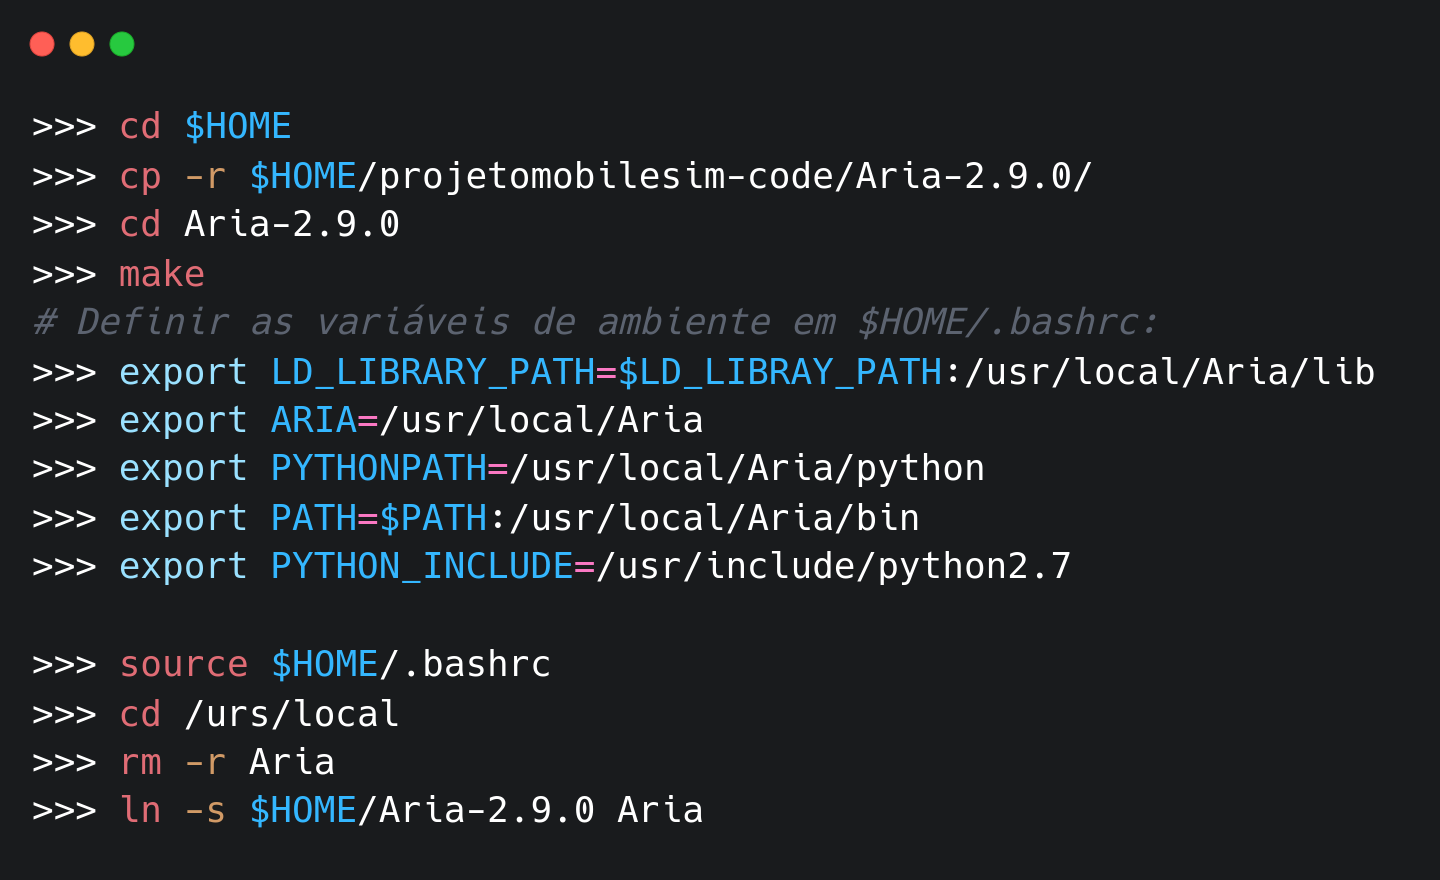 >>> cd $HOME
>>> cp -r $HOME/projetomobilesim-code/Aria-2.9.0/
>>> cd Aria-2.9.0
>>> make
# Definir as variáveis de ambiente em $HOME/.bashrc:
>>> export LD_LIBRARY_PATH=$LD_LIBRAY_PATH:/usr/local/Aria/lib
>>> export ARIA=/usr/local/Aria
>>> export PYTHONPATH=/usr/local/Aria/python
>>> export PATH=$PATH:/usr/local/Aria/bin
>>> export PYTHON_INCLUDE=/usr/include/python2.7
>>> source $HOME/.bashrc
>>> cd /urs/local
>>> rm -r Aria
>>> ln -s $HOME/Aria-2.9.0 Aria